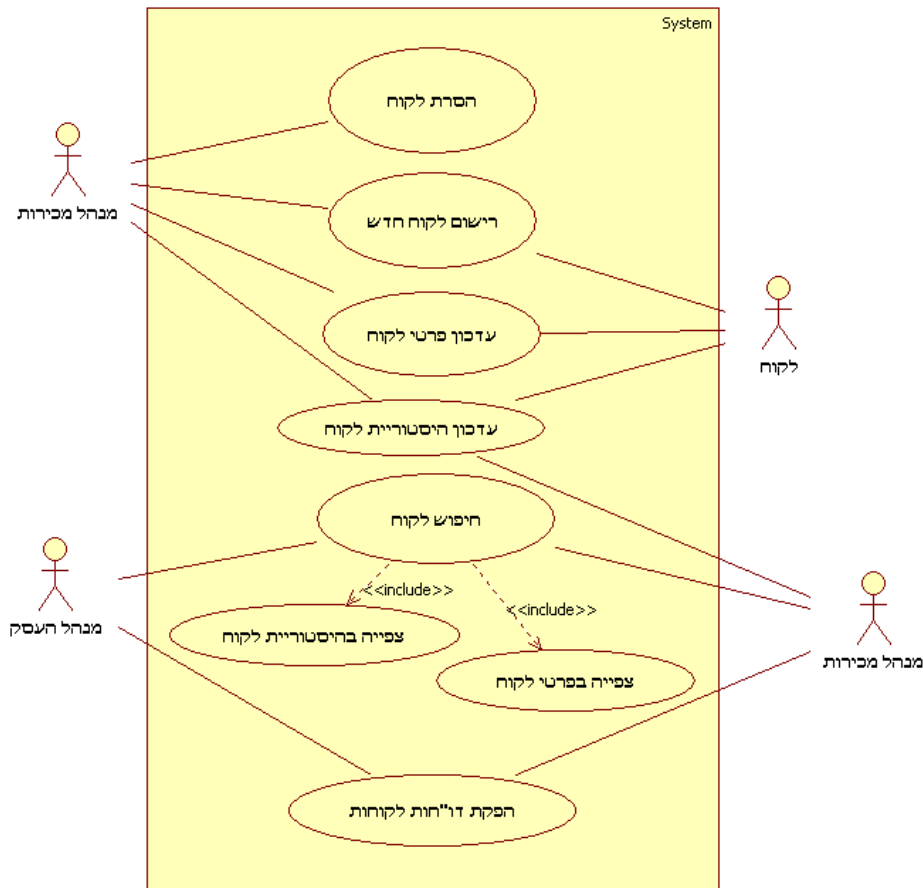 System
הסרת לקוח
מנהל מכירות
רישום לקוח חדש
עדכון פרטי לקוח
לקוח
עדכון היסטוריית לקוח
חיפוש לקוח
<<include>>
<<include>>
מנהל העסק
צפייה בהיסטוריית לקוח
מנהל מכירות
צפייה בפרטי לקוח
הפקת דו"חות לקוחות